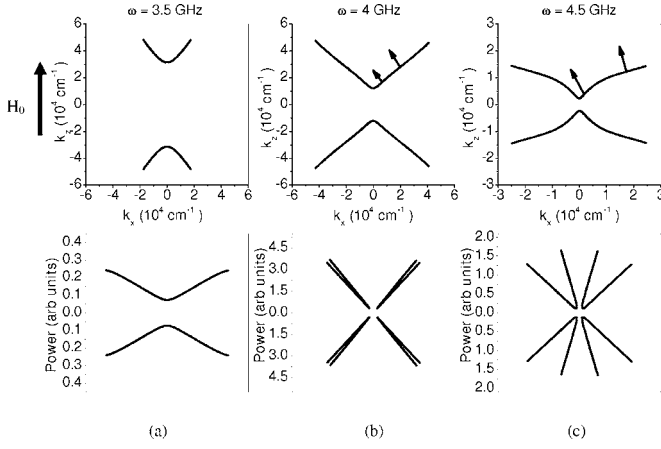 ω = 3.5 GHz
ω = 4 GHz
ω = 4.5 GHz
H₀
k_z (10⁴ cm⁻¹)
6
4
2
0
-2
-4
-6
-6 -4 -2 0 2 4 6
k_x (10⁴ cm⁻¹)
k_z (10⁴ cm⁻¹)
6
4
2
0
-2
-4
-6
-6 -4 -2 0 2 4 6
k_x (10⁴ cm⁻¹)
k_z (10⁴ cm⁻¹)
3
2
1
0
-1
-2
-3
-3 -2 -1 0 1 2 3
k_x (10⁴ cm⁻¹)
Power (arb units)
0.4
0.3
0.2
0.1
0.0
0.1
0.2
0.3
0.4
Power (arb units)
4.5
3.0
1.5
0.0
1.5
3.0
4.5
Power (arb units)
2.0
1.5
1.0
0.5
0.0
0.5
1.0
1.5
2.0
(a)
(b)
(c)